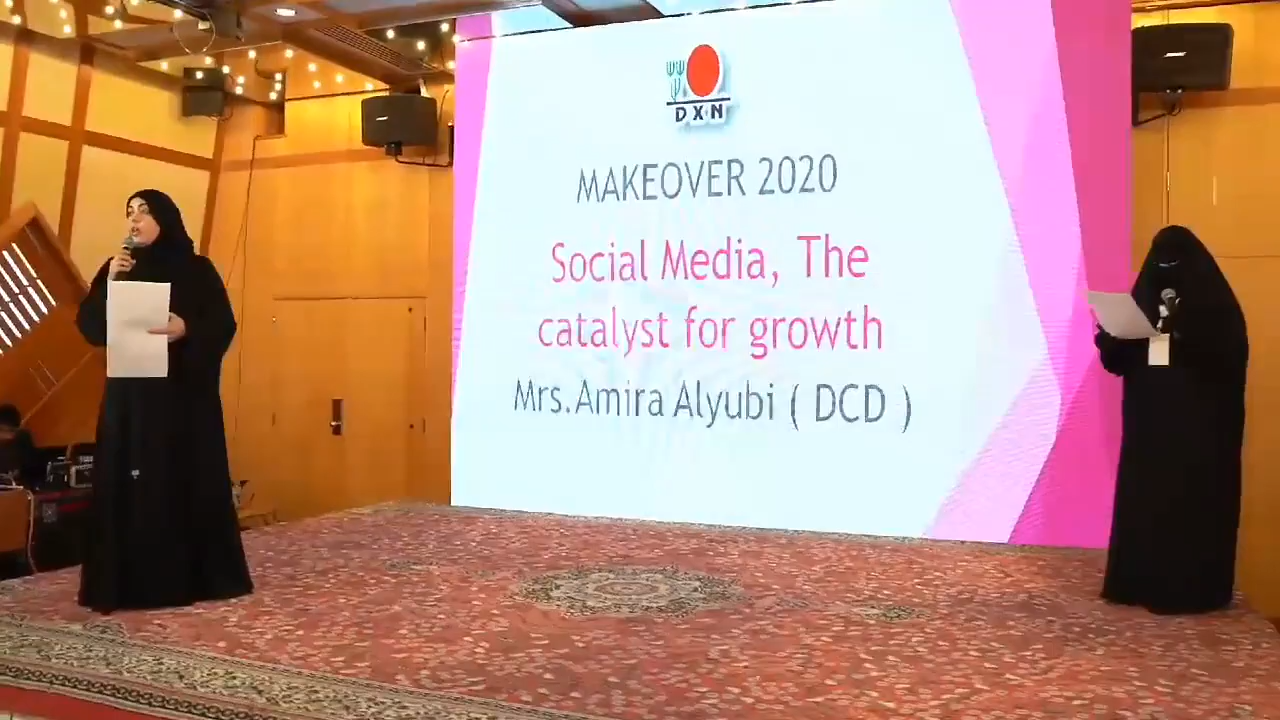 DXN
MAKEOVER 2020
Social Media, The
catalyst for growth
Mrs.Amira Alyubi ( DCD )